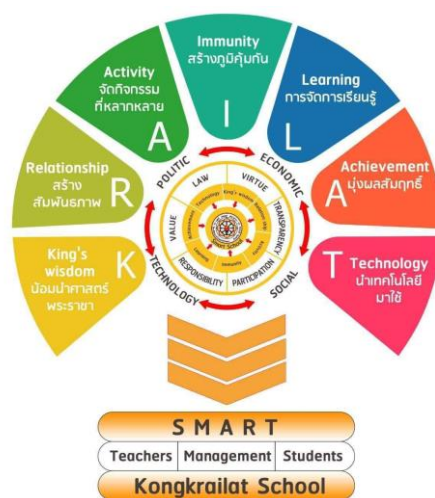 Immunity
สร้างภูมิคุ้มกัน
Activity
จัดกิจกรรม
ที่หลากหลาย
Learning
การจัดการเรียนรู้
A
I
L
Relationship
สร้าง
สัมพันธภาพ
R
Achievement
มุ่งผลสัมฤทธิ์
A
King's
wisdom
น้อมนำศาสตร์
พระราชา
K
Technology
นำเทคโนโลยี
มาใช้
T
POLITIC
ECONOMIC
SOCIAL
TECHNOLOGY
LAW
VIRTUE
TRANSPARENCY
PARTICIPATION
RESPONSIBILITY
VALUE
King's wisdom
Technology
Achievement
Smart School
SMART
Teachers
Management
Students
Kongkrailat School